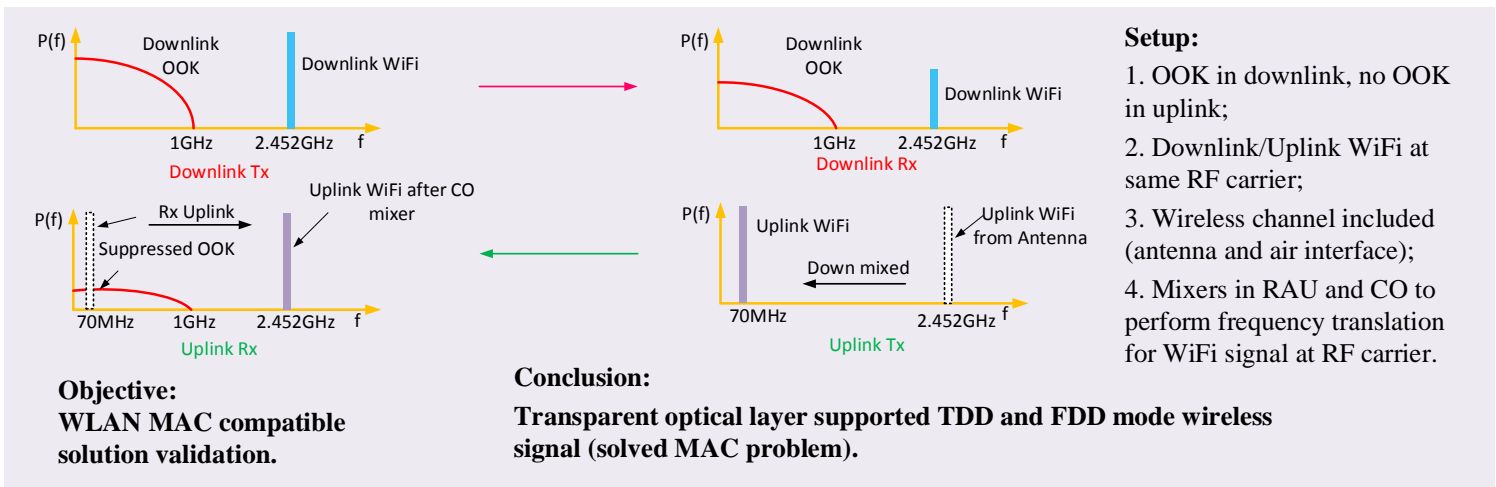 P(f)
Downlink
OOK
Downlink WiFi
1GHz
2.452GHz
f
Downlink Tx
P(f)
Downlink
OOK
Downlink WiFi
1GHz
2.452GHz
f
Downlink Rx
P(f)
Rx Uplink
Suppressed OOK
Uplink WiFi after CO
mixer
70MHz
1GHz
2.452GHz
f
Uplink Rx
P(f)
Uplink WiFi
Uplink WiFi
from Antenna
Down mixed
70MHz
2.452GHz
f
Uplink Tx
Setup:
1. OOK in downlink, no OOK
in uplink;
2. Downlink/Uplink WiFi at
same RF carrier;
3. Wireless channel included
(antenna and air interface);
4. Mixers in RAU and CO to
perform frequency translation
for WiFi signal at RF carrier.
Objective:
WLAN MAC compatible
solution validation.
Conclusion:
Transparent optical layer supported TDD and FDD mode wireless
signal (solved MAC problem).